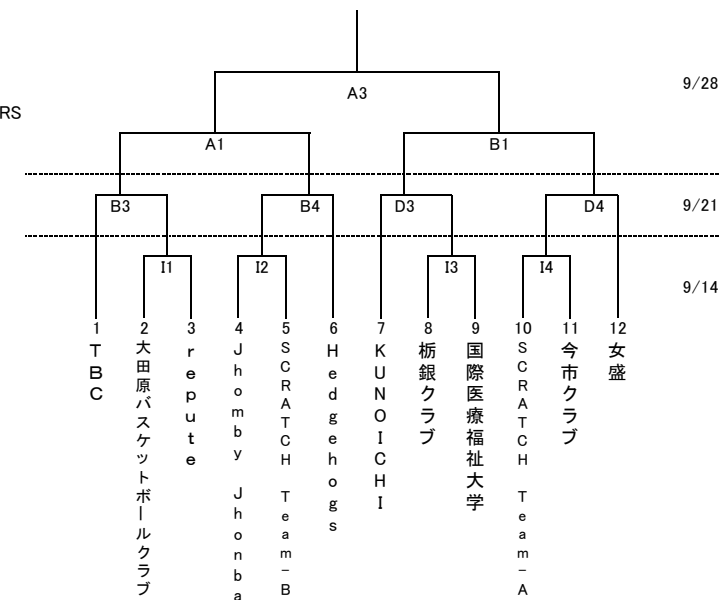 A3
9/28
RS
A1
B1
B3
B4
D3
D4
9/21
I1
I2
I3
I4
9/14
1
2
3
4
5
6
7
8
9
10
11
12
TBC
大田原バスケットボールクラブ
repute
Jhomby Jhonba
SCRATCH Team-B
Hedgehogs
KUNOICHI
栃銀クラブ
国際医療福祉大学
SCRATCH Team-A
今市クラブ
女盛